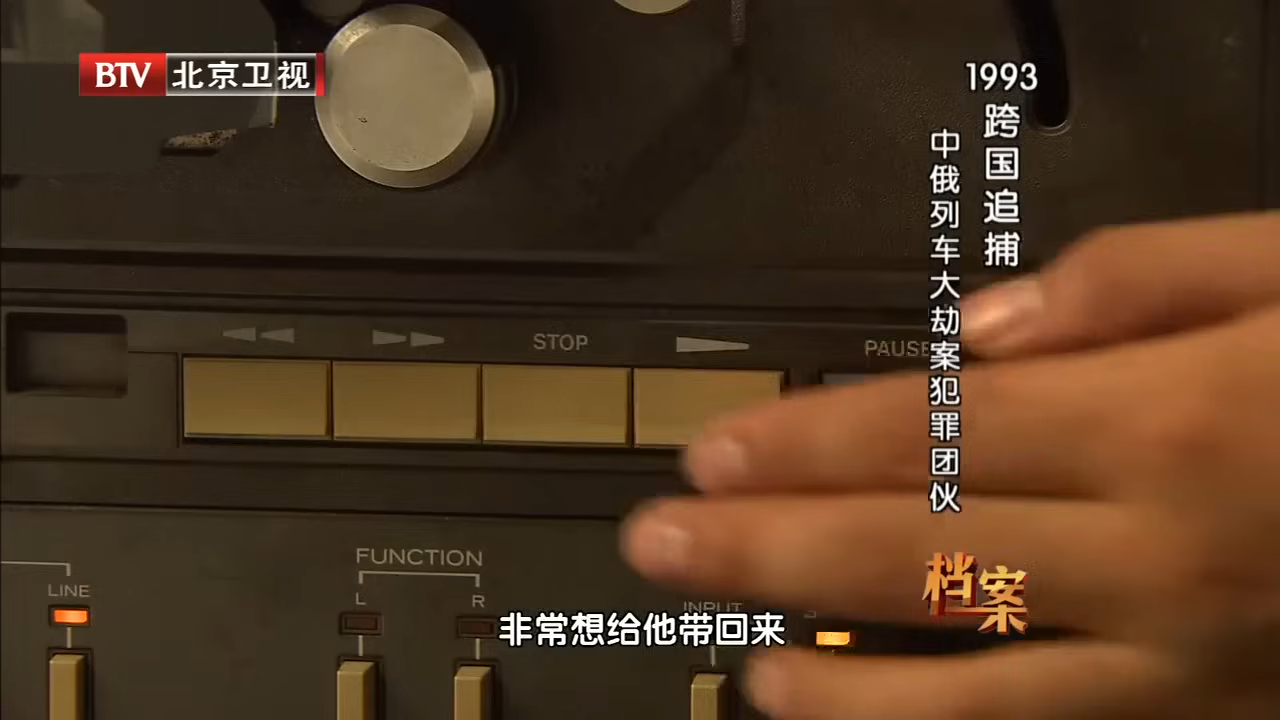 BTV 北京卫视
1993
跨国追捕
中俄列车大劫案犯罪团伙
STOP
PAUSE
FUNCTION
LINE
L
R
INPUT
非常想给他带回来
档案